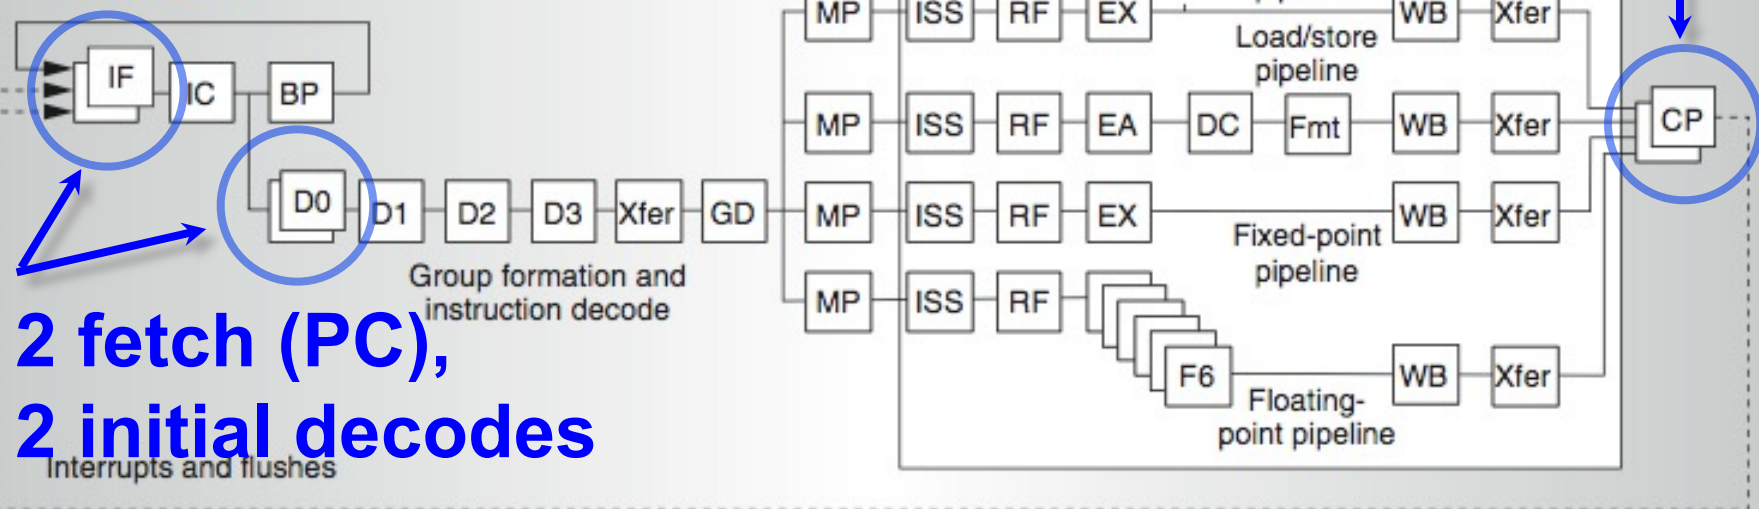 MP ISS RF EX WB Xfer
Load/store
pipeline
IF IC BP
MP ISS RF EA DC Fmt WB Xfer CP
D0 D1 D2 D3 Xfer GD MP ISS RF EX WB Xfer
Fixed-point
pipeline
Group formation and
instruction decode
MP ISS RF
F6 WB Xfer
Floating-
point pipeline
2 fetch (PC),
2 initial decodes
Interrupts and flushes